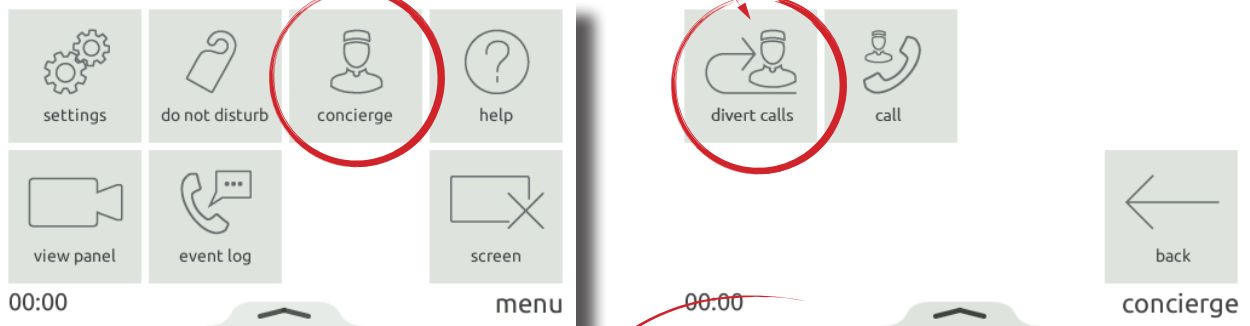 settings
do not disturb
concierge
help
view panel
event log
screen
00:00
menu
divert calls
call
back
00:00
concierge